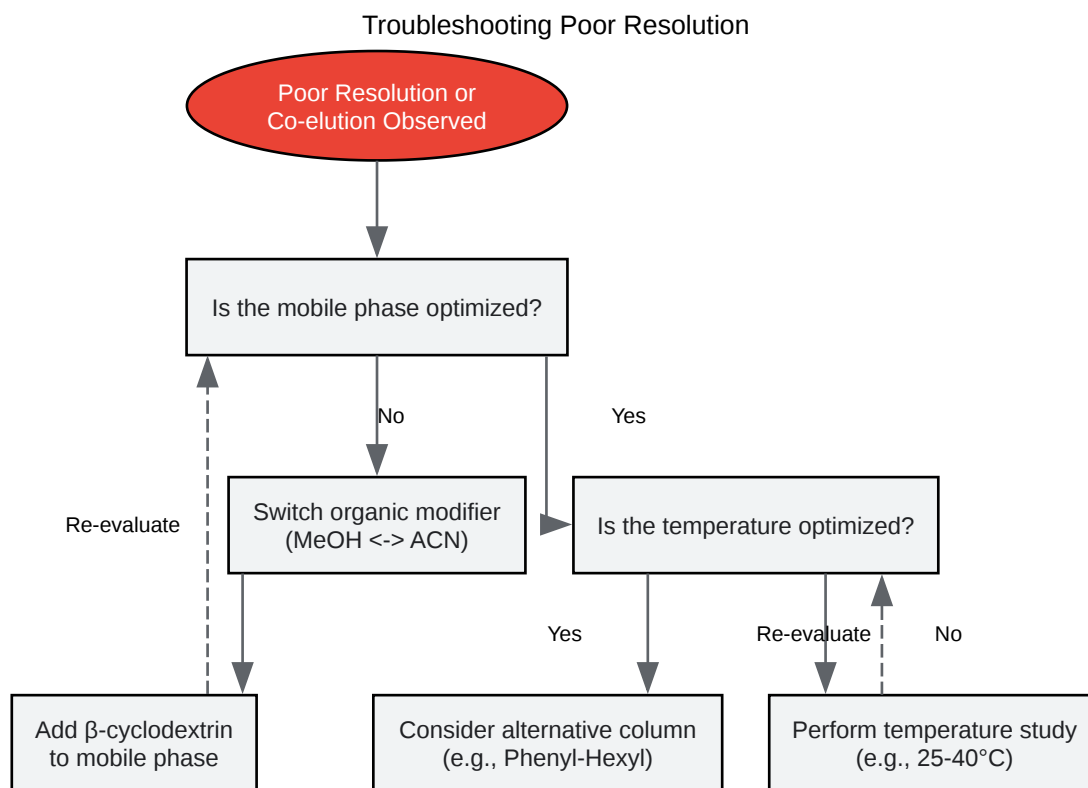 Troubleshooting Poor Resolution
Poor Resolution or
Co-elution Observed
Is the mobile phase optimized?
No
Yes
Switch organic modifier
(MeOH <-> ACN)
Is the temperature optimized?
Re-evaluate
Yes
Re-evaluate
No
Add β-cyclodextrin
to mobile phase
Consider alternative column
(e.g., Phenyl-Hexyl)
Perform temperature study
(e.g., 25-40°C)